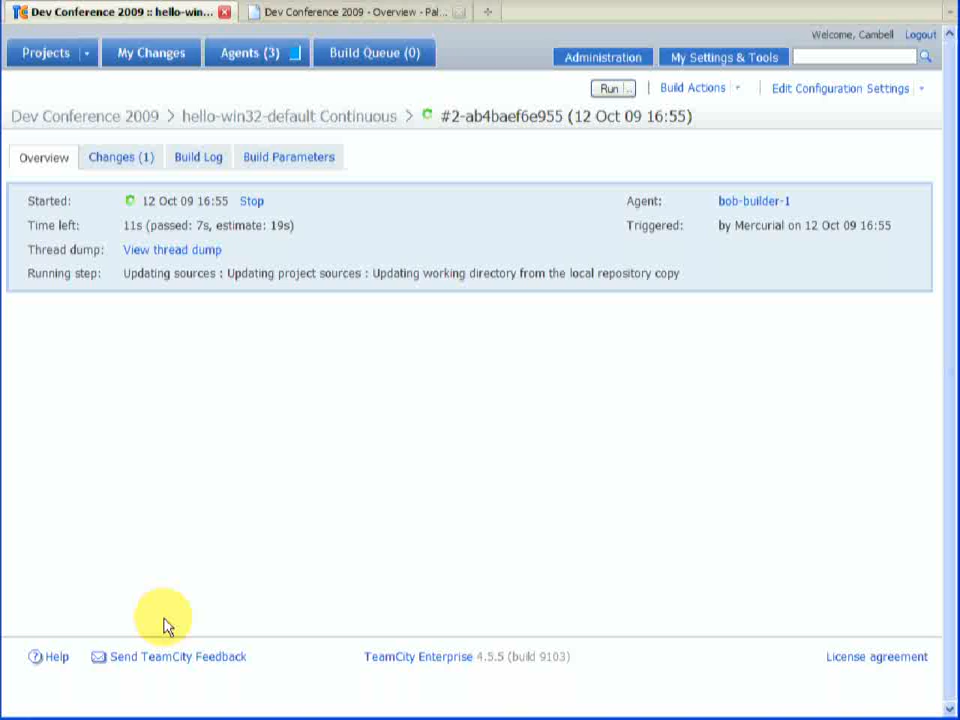 Dev Conference 2009 :: hello-win...
Dev Conference 2009 - Overview - Pal...
Welcome, Cambell Logout
Projects
My Changes
Agents (3)
Build Queue (0)
Administration
My Settings & Tools
Run ...
Build Actions
Edit Configuration Settings
Dev Conference 2009 > hello-win32-default Continuous > #2-ab4baef6e955 (12 Oct 09 16:55)
Overview
Changes (1)
Build Log
Build Parameters
Started: 12 Oct 09 16:55 Stop
Agent: bob-builder-1
Time left: 11s (passed: 7s, estimate: 19s)
Triggered: by Mercurial on 12 Oct 09 16:55
Thread dump: View thread dump
Running step: Updating sources : Updating project sources : Updating working directory from the local repository copy
Help
Send TeamCity Feedback
TeamCity Enterprise 4.5.5 (build 9103)
License agreement